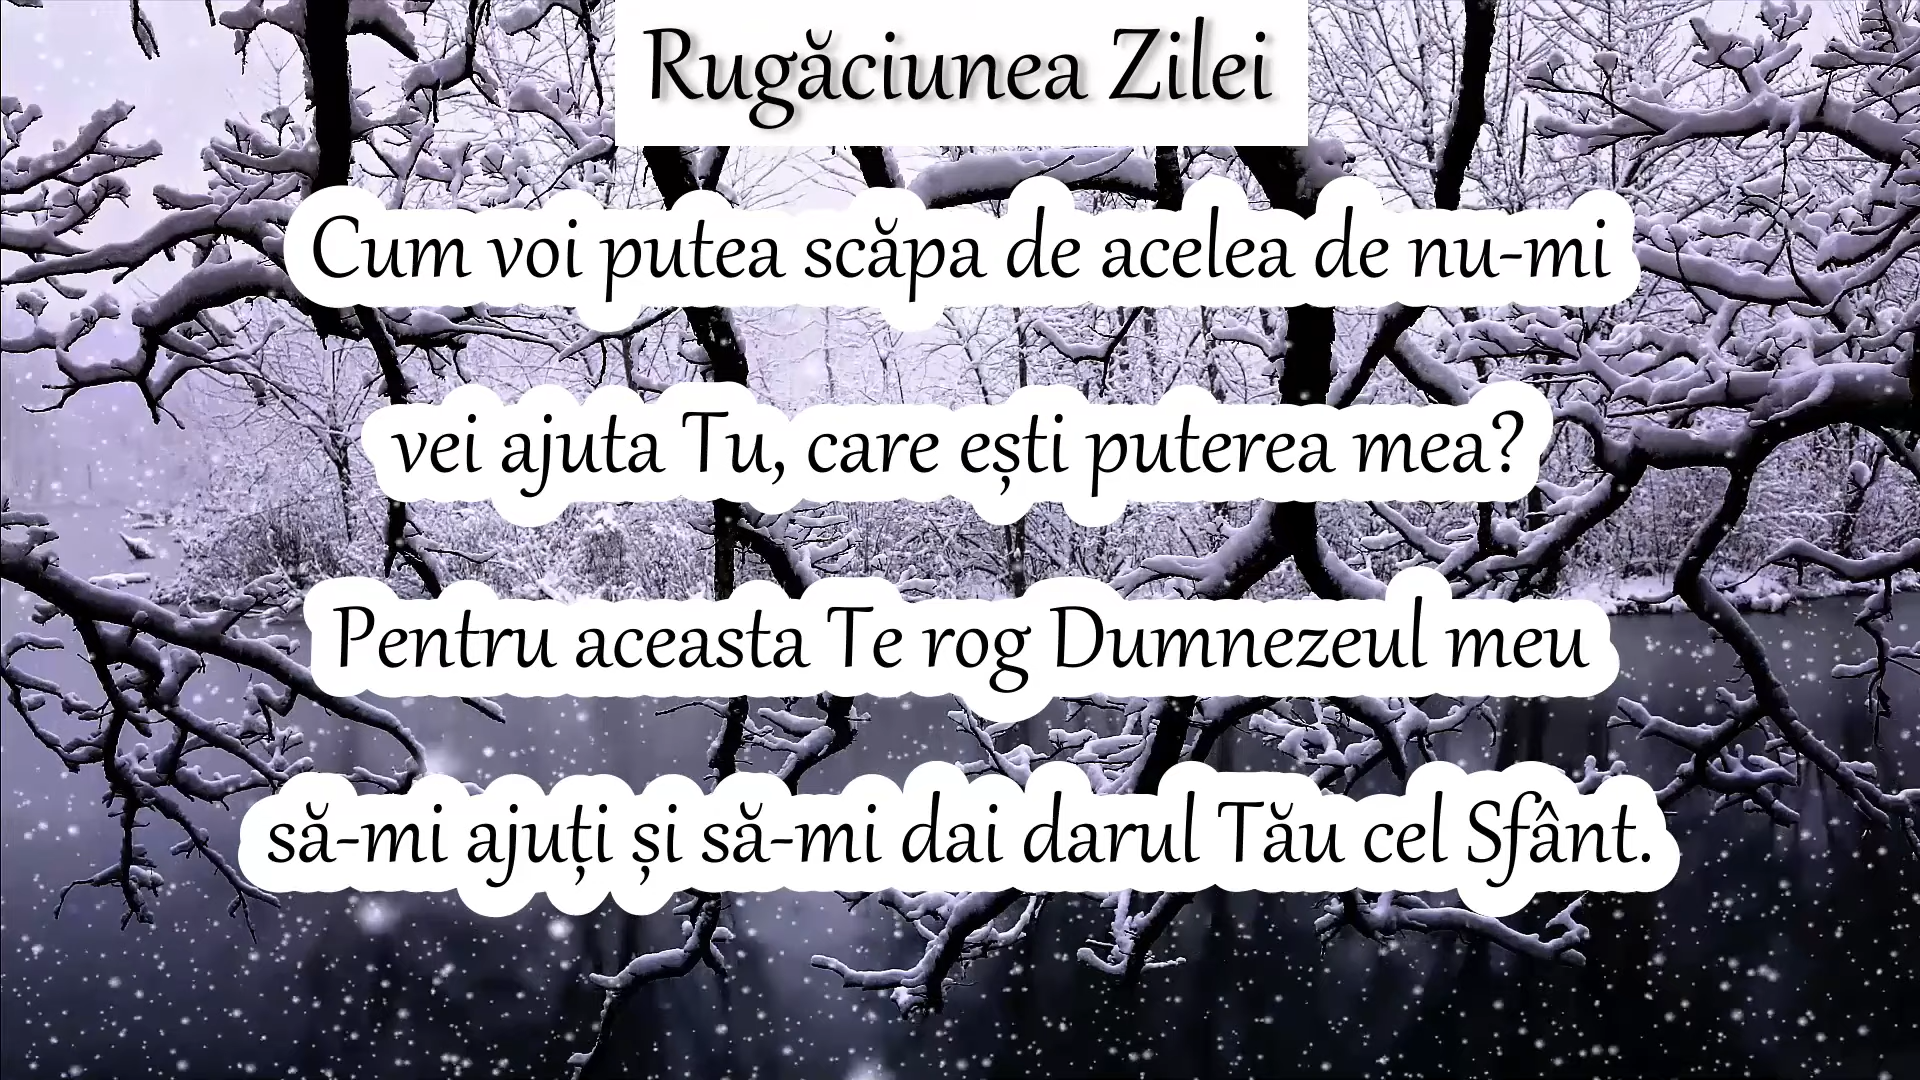 Rugăciunea Zilei
Cum voi putea scăpa de acelea de nu-mi
vei ajuta Tu, care ești puterea mea?
Pentru aceasta Te rog Dumnezeul meu
să-mi ajuți și să-mi dai darul Tău cel Sfânt.